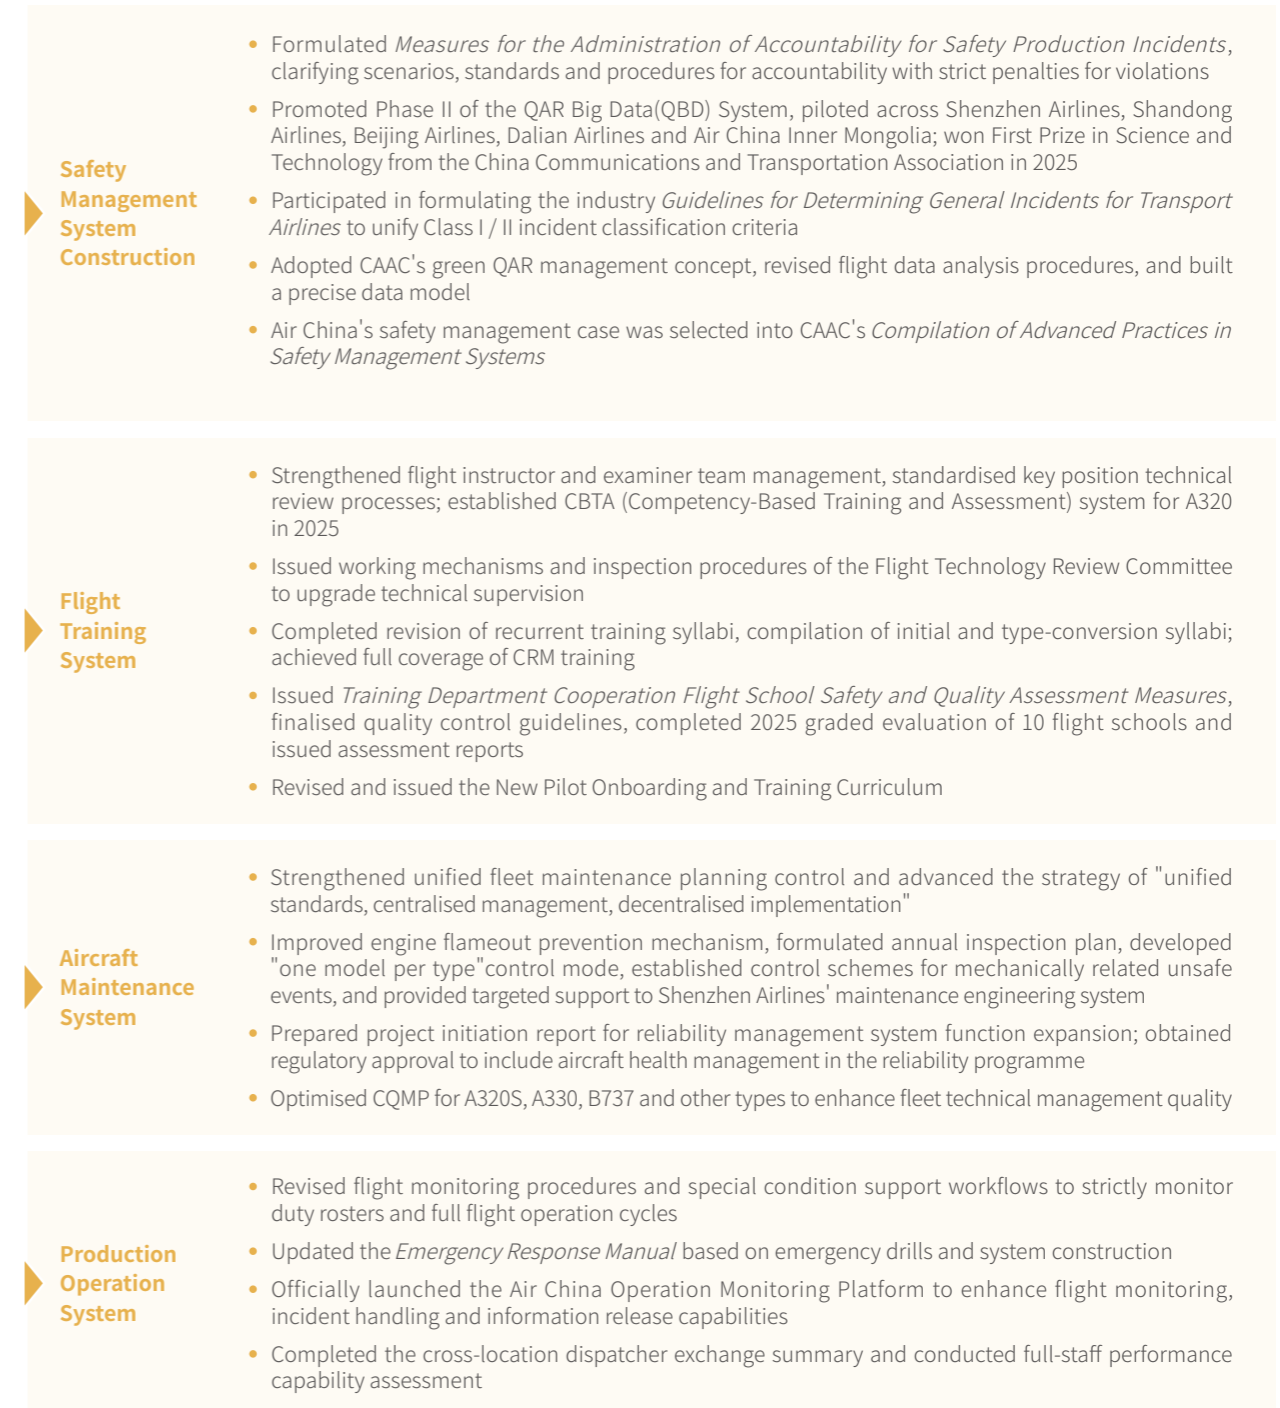 Safety
Management
System
Construction
• Formulated Measures for the Administration of Accountability for Safety Production Incidents,
clarifying scenarios, standards and procedures for accountability with strict penalties for violations
• Promoted Phase II of the QAR Big Data(QBD) System, piloted across Shenzhen Airlines, Shandong
Airlines, Beijing Airlines, Dalian Airlines and Air China Inner Mongolia; won First Prize in Science and
Technology from the China Communications and Transportation Association in 2025
• Participated in formulating the industry Guidelines for Determining General Incidents for Transport
Airlines to unify Class I / II incident classification criteria
• Adopted CAAC's green QAR management concept, revised flight data analysis procedures, and built
a precise data model
• Air China's safety management case was selected into CAAC's Compilation of Advanced Practices in
Safety Management Systems
Flight
Training
System
• Strengthened flight instructor and examiner team management, standardised key position technical
review processes; established CBTA (Competency-Based Training and Assessment) system for A320
in 2025
• Issued working mechanisms and inspection procedures of the Flight Technology Review Committee
to upgrade technical supervision
• Completed revision of recurrent training syllabi, compilation of initial and type-conversion syllabi;
achieved full coverage of CRM training
• Issued Training Department Cooperation Flight School Safety and Quality Assessment Measures,
finalised quality control guidelines, completed 2025 graded evaluation of 10 flight schools and
issued assessment reports
• Revised and issued the New Pilot Onboarding and Training Curriculum
Aircraft
Maintenance
System
• Strengthened unified fleet maintenance planning control and advanced the strategy of "unified
standards, centralised management, decentralised implementation"
• Improved engine flameout prevention mechanism, formulated annual inspection plan, developed
"one model per type"control mode, established control schemes for mechanically related unsafe
events, and provided targeted support to Shenzhen Airlines' maintenance engineering system
• Prepared project initiation report for reliability management system function expansion; obtained
regulatory approval to include aircraft health management in the reliability programme
• Optimised CQMP for A320S, A330, B737 and other types to enhance fleet technical management quality
Production
Operation
System
• Revised flight monitoring procedures and special condition support workflows to strictly monitor
duty rosters and full flight operation cycles
• Updated the Emergency Response Manual based on emergency drills and system construction
• Officially launched the Air China Operation Monitoring Platform to enhance flight monitoring,
incident handling and information release capabilities
• Completed the cross-location dispatcher exchange summary and conducted full-staff performance
capability assessment